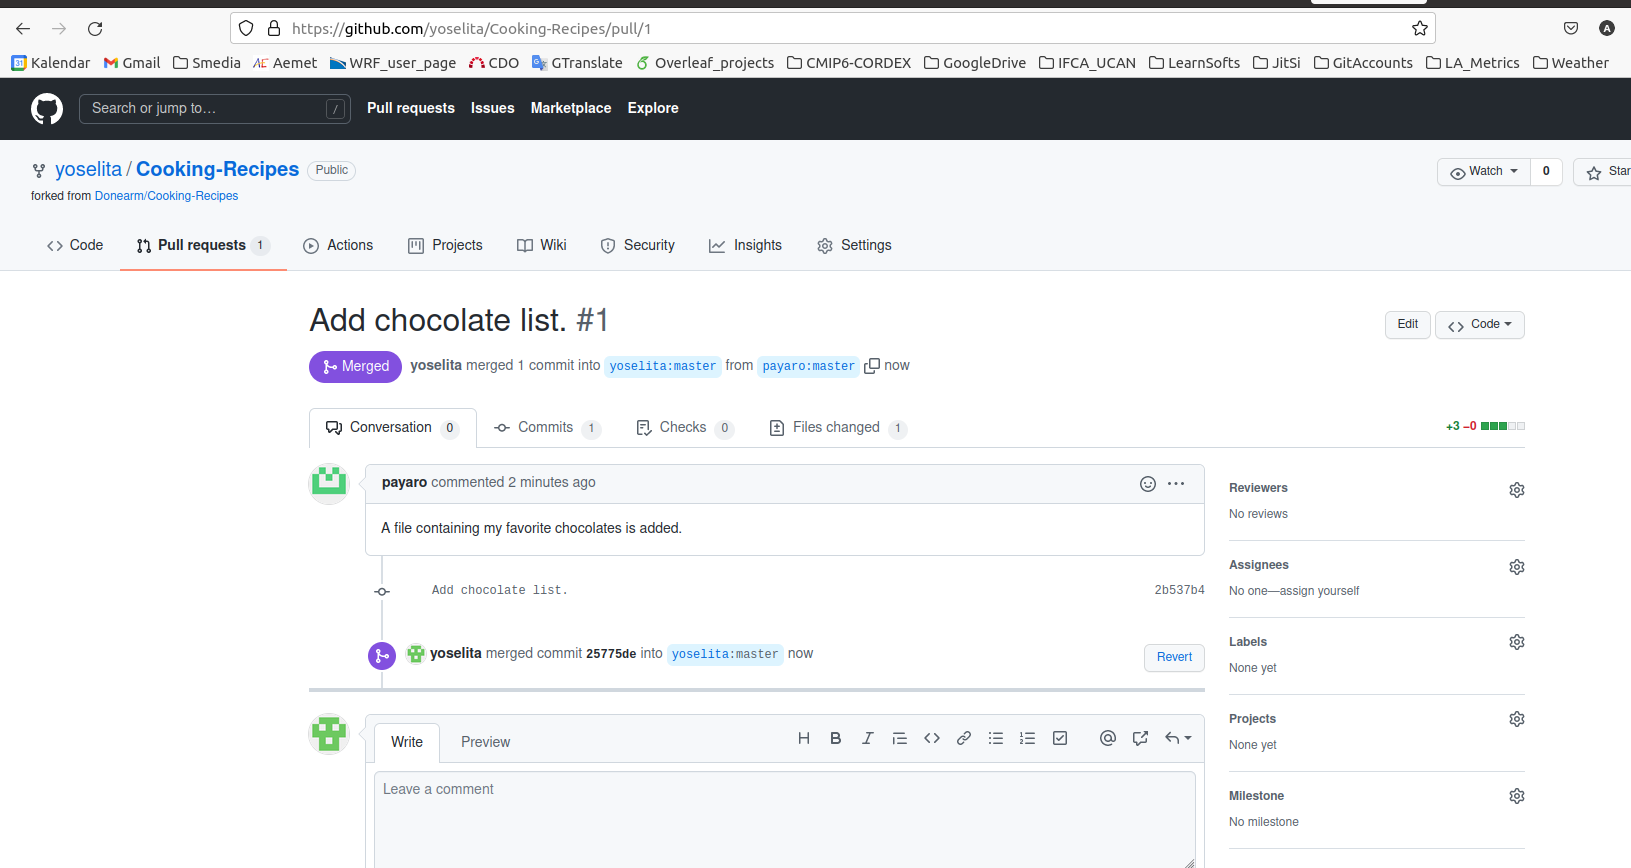 https://github.com/yoselita/Cooking-Recipes/pull/1
A
31 Kalendar Gmail Smedia AE Aemet WRF_user_page CDO GTranslate Overleaf_projects CMIP6-CORDEX GoogleDrive IFCA_UCAN LearnSofts JitSi GitAccounts LA_Metrics Weather
Search or jump to… / Pull requests Issues Marketplace Explore
yoselita / Cooking-Recipes Public
Watch 0 Star
forked from Donearm/Cooking-Recipes
Code Pull requests 1 Actions Projects Wiki Security Insights Settings
Add chocolate list. #1
Edit Code
Merged yoselita merged 1 commit into yoselita:master from payaro:master now
Conversation 0 Commits 1 Checks 0 Files changed 1
+3 −0
payaro commented 2 minutes ago
A file containing my favorite chocolates is added.
Add chocolate list. 2b537b4
yoselita merged commit 25775de into yoselita:master now
Revert
Write Preview
H B I @
Leave a comment
Reviewers
No reviews
Assignees
No one—assign yourself
Labels
None yet
Projects
None yet
Milestone
No milestone